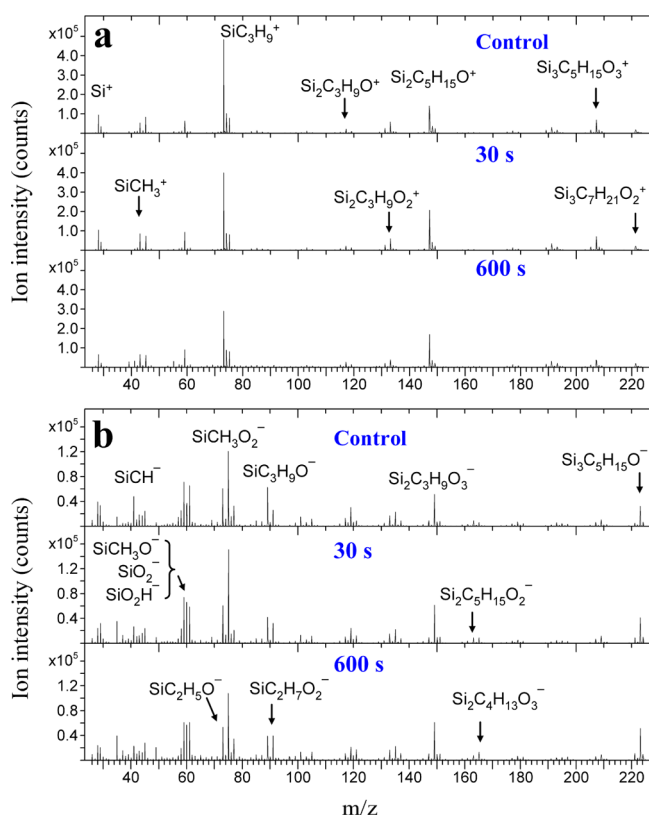 a
Control
x10⁵
4.0
3.0
2.0
1.0
Si⁺
SiC₃H₉⁺
Si₂C₃H₉O⁺
Si₂C₅H₁₅O⁺
Si₃C₅H₁₅O₃⁺
30 s
x10⁵
4.0
3.0
2.0
1.0
SiCH₃⁺
Si₂C₃H₉O₂⁺
Si₃C₇H₂₁O₂⁺
600 s
x10⁵
4.0
3.0
2.0
1.0
Ion intensity (counts)
40 60 80 100 120 140 160 180 200 220
b
Control
x10⁵
1.2
0.8
0.4
SiCH⁻
SiCH₃O₂⁻
SiC₃H₉O⁻
Si₂C₃H₉O₃⁻
Si₃C₅H₁₅O⁻
30 s
x10⁵
1.2
0.8
0.4
SiCH₃O⁻
SiO₂⁻
SiO₂H⁻
Si₂C₅H₁₅O₂⁻
600 s
x10⁵
1.2
0.8
0.4
SiC₂H₅O⁻
SiC₂H₇O₂⁻
Si₂C₄H₁₃O₃⁻
Ion intensity (counts)
40 60 80 100 120 140 160 180 200 220
m/z